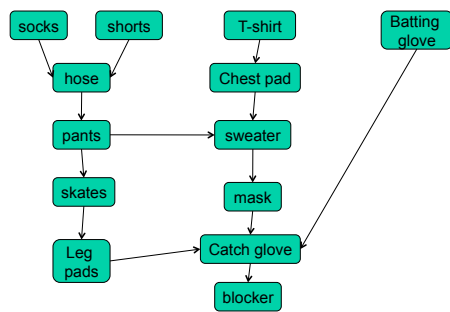 socks
shorts
T-shirt
Batting
glove
hose
Chest pad
pants
sweater
skates
mask
Leg
pads
Catch glove
blocker